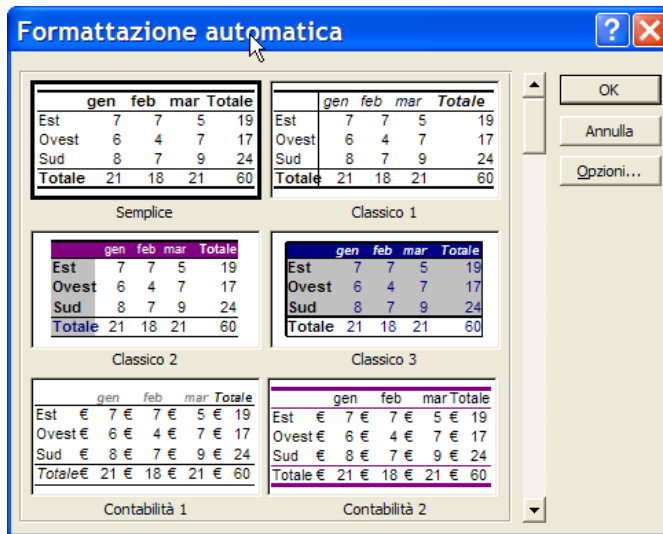 Formattazione automatica
gen feb mar Totale
Est 7 7 5 19
Ovest 6 4 7 17
Sud 8 7 9 24
Totale 21 18 21 60
Semplice
gen feb mar Totale
Est 7 7 5 19
Ovest 6 4 7 17
Sud 8 7 9 24
Totale 21 18 21 60
Classico 1
OK
Annulla
Opzioni...
gen feb mar Totale
Est 7 7 5 19
Ovest 6 4 7 17
Sud 8 7 9 24
Totale 21 18 21 60
Classico 2
gen feb mar Totale
Est 7 7 5 19
Ovest 6 4 7 17
Sud 8 7 9 24
Totale 21 18 21 60
Classico 3
gen feb mar Totale
Est € 7 € 7 € 5 € 19
Ovest € 6 € 4 € 7 € 17
Sud € 8 € 7 € 9 € 24
Totale € 21 € 18 € 21 € 60
Contabilità 1
gen feb mar Totale
Est € 7 € 7 € 5 € 19
Ovest € 6 € 4 € 7 € 17
Sud € 8 € 7 € 9 € 24
Totale € 21 € 18 € 21 € 60
Contabilità 2